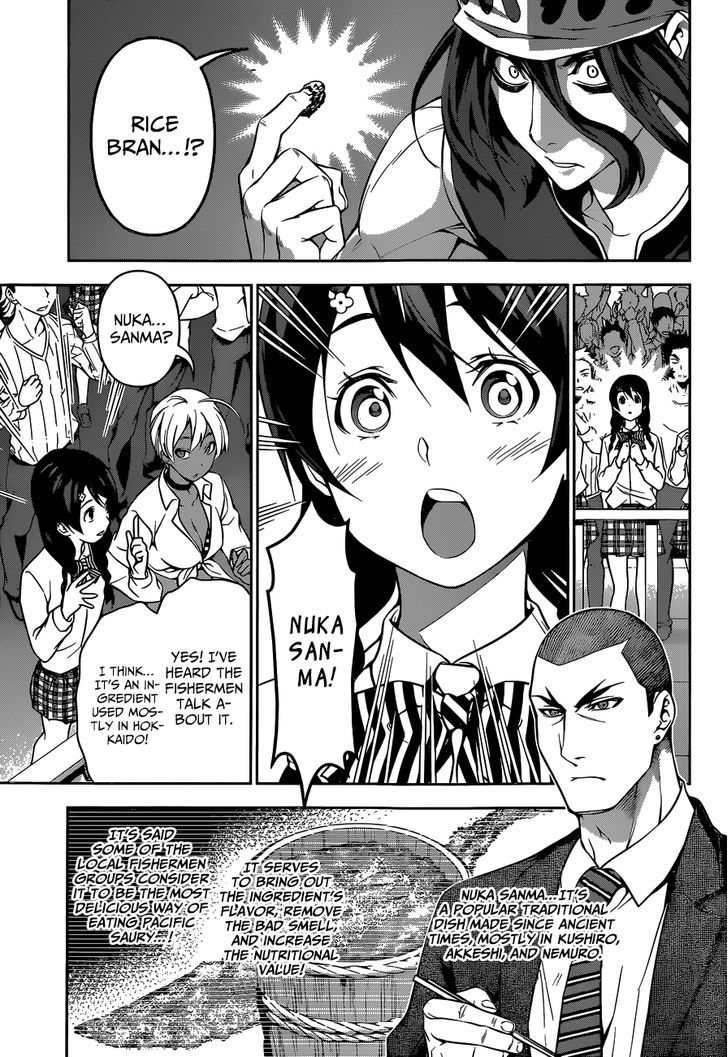 RICE
BRAN...!?
NUKA
SAN-
MA!
NUKA...
SANMA?
YES! I'VE
HEARD THE
FISHERMEN
TALK A-
BOUT IT.
I THINK...
IT'S AN IN-
GREDIENT
USED MOS-
TLY IN HOK-
KAIDO!
NUKA SANMA...IT'S
A POPULAR TRADITIONAL
DISH MADE SINCE ANCIENT
TIMES, MOSTLY IN KUSHIRO,
AKKESHI, AND NEMURO.
IT SERVES
TO BRING OUT
THE INGREDIENT'S
FLAVOR, REMOVE
THE BAD SMELL,
AND INCREASE
THE NUTRITIONAL
VALUE!
IT'S SAID
SOME OF THE
LOCAL FISHERMEN
GROUPS CONSIDER
IT TO BE THE MOST
DELICIOUS WAY OF
EATING PACIFIC
SAURY...!